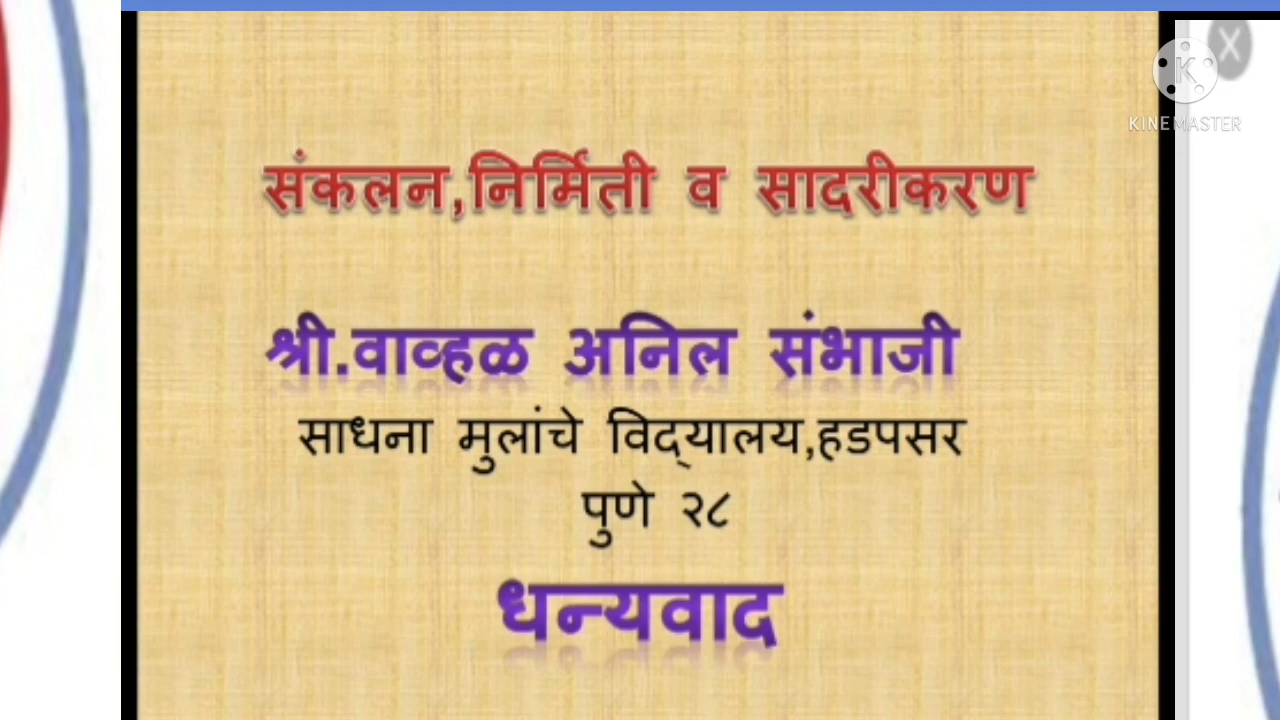 संकलन,निर्मिती व सादरीकरण
श्री.वाव्हळ अनिल संभाजी
साधना मुलांचे विद्‌यालय,हडपसर
पुणे २८
धन्यवाद
X
K
KINEMASTER